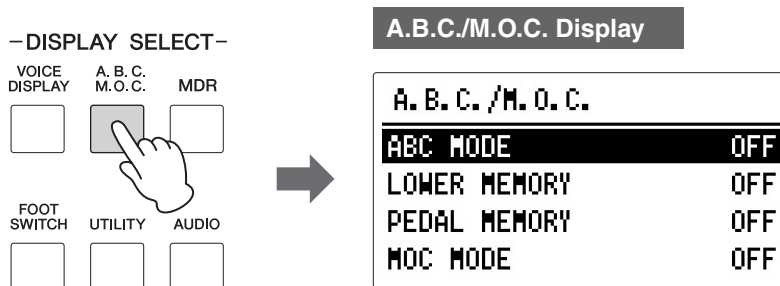 –DISPLAY SELECT–
VOICE DISPLAY
A. B. C. M. O. C.
MDR
FOOT SWITCH
UTILITY
AUDIO
A.B.C./M.O.C. Display
A. B. C. /M. O. C.
ABC MODE OFF
LOWER MEMORY OFF
PEDAL MEMORY OFF
MOC MODE OFF